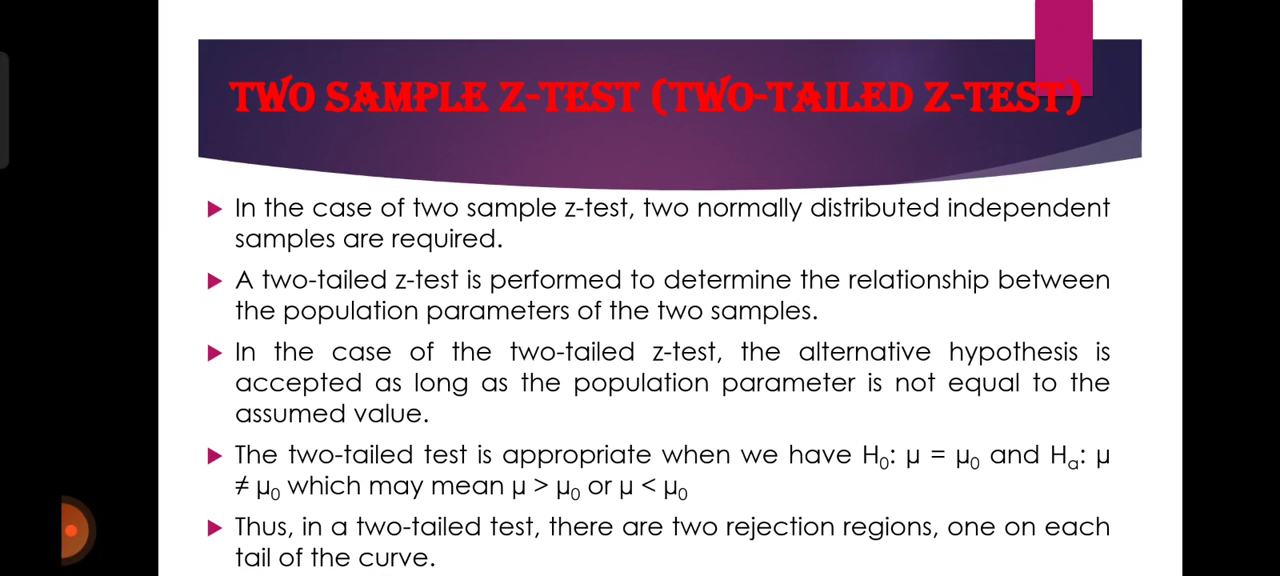 TWO SAMPLE Z-TEST (TWO-TAILED Z-TEST)
In the case of two sample z-test, two normally distributed independent
samples are required.
A two-tailed z-test is performed to determine the relationship between
the population parameters of the two samples.
In the case of the two-tailed z-test, the alternative hypothesis is
accepted as long as the population parameter is not equal to the
assumed value.
The two-tailed test is appropriate when we have H₀: µ = µ₀ and Hₐ: µ
≠ µ₀ which may mean µ > µ₀ or µ < µ₀
Thus, in a two-tailed test, there are two rejection regions, one on each
tail of the curve.